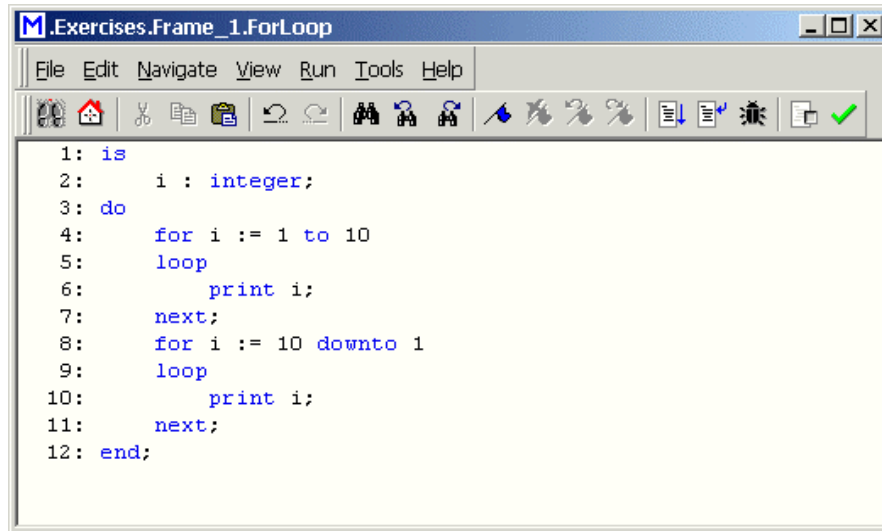 M .Exercises.Frame_1.ForLoop
File Edit Navigate View Run Tools Help
1: is
2:     i : integer;
3: do
4:     for i := 1 to 10
5:     loop
6:         print i;
7:     next;
8:     for i := 10 downto 1
9:     loop
10:         print i;
11:     next;
12: end;